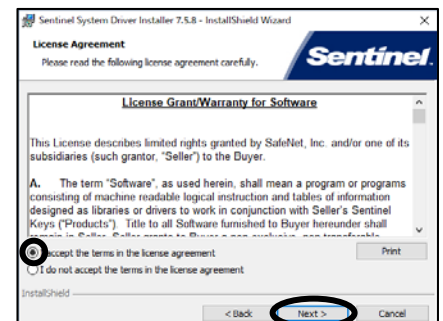 Sentinel System Driver Installer 7.5.8 - InstallShield Wizard
License Agreement
Please read the following license agreement carefully.
Sentinel.
License Grant/Warranty for Software
This License describes limited rights granted by SafeNet, Inc. and/or one of its
subsidiaries (such grantor, "Seller") to the Buyer.
A. The term "Software", as used herein, shall mean a program or programs
consisting of machine readable logical instruction and tables of information
designed as libraries or drivers to work in conjunction with Seller's Sentinel
Keys ("Products"). Title to all Software furnished to Buyer hereunder shall
accept the terms in the license agreement
Print
I do not accept the terms in the license agreement
InstallShield
< Back
Next >
Cancel